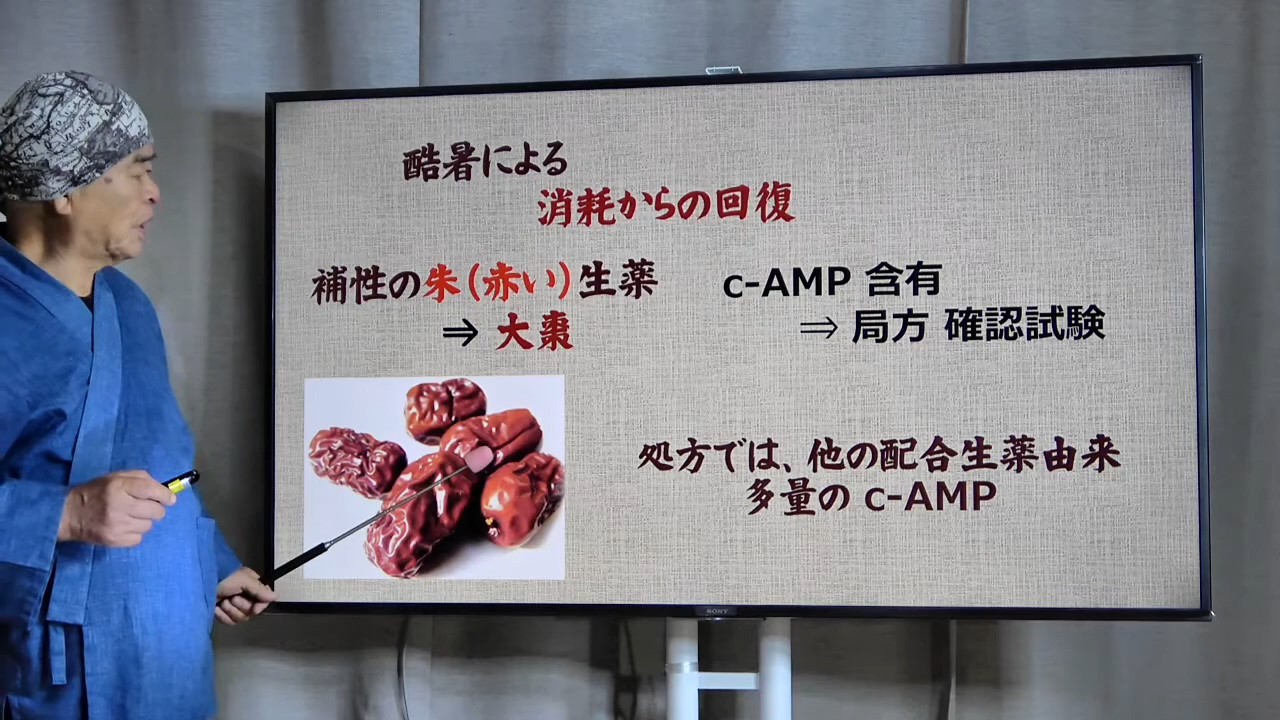 酷暑による
消耗からの回復
補性の朱(赤い)生薬
⇒ 大棗
c-AMP 含有
⇒ 局方 確認試験
処方では、他の配合生薬由来
多量の c-AMP
SONY